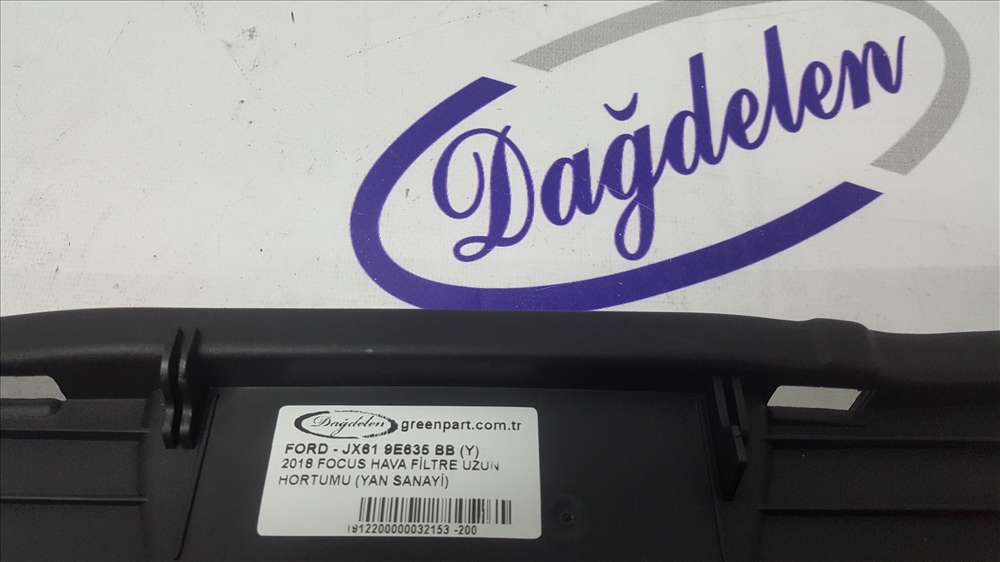 Dağdelen
Dağdelen greenpart.com.tr
FORD - JX61 9E635 BB (Y)
2018 FOCUS HAVA FİLTRE UZUN
HORTUMU (YAN SANAYİ)
1912200000032153 -200